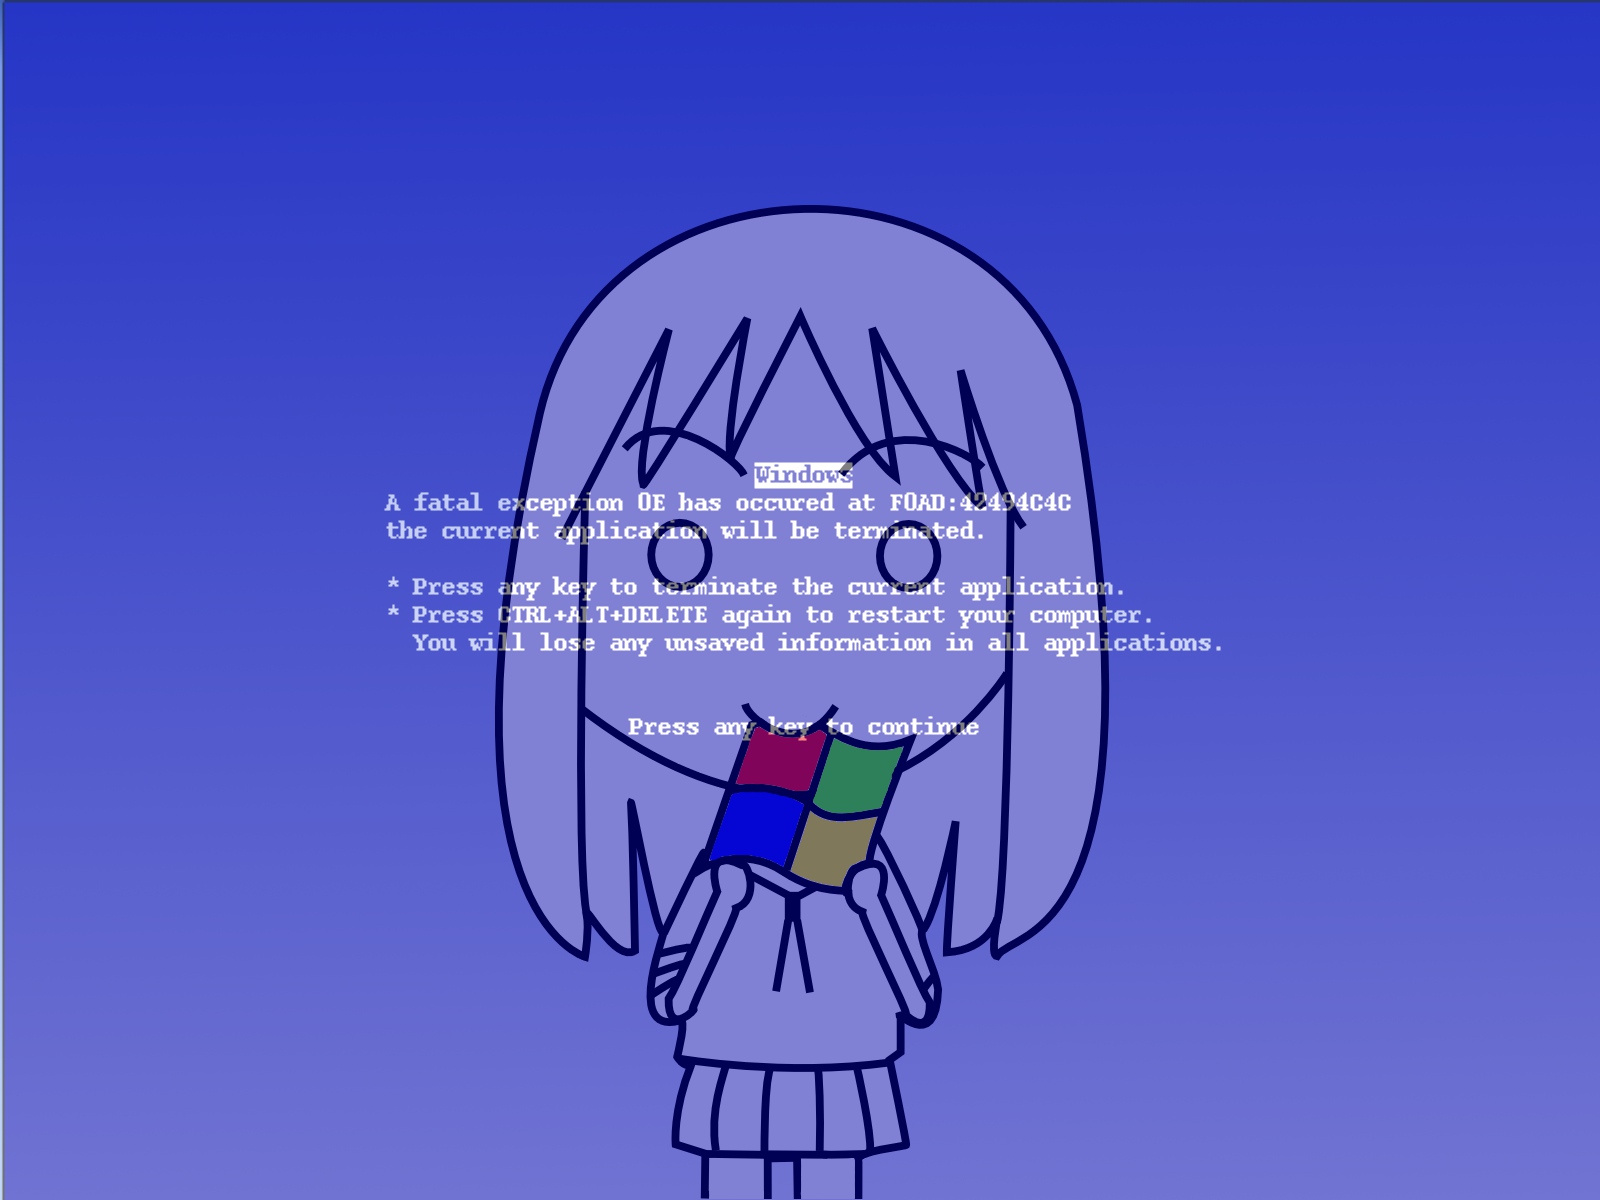 Windows
A fatal exception OE has occured at F0AD:42494C4C
the current application will be terminated.
* Press any key to terminate the current application.
* Press CTRL+ALT+DELETE again to restart your computer.
You will lose any unsaved information in all applications.
Press any key to continue